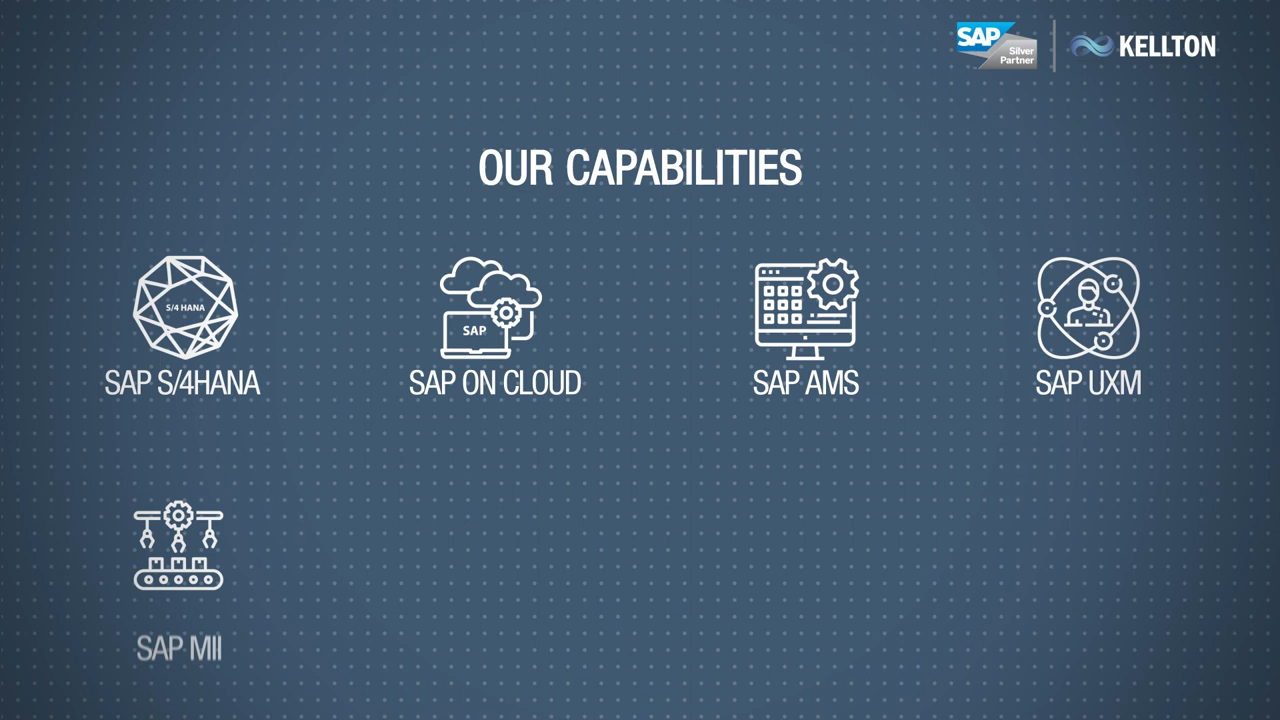 SAP
Silver
Partner
KELLTON
OUR CAPABILITIES
S/4 HANA
SAP S/4HANA
SAP
SAP ON CLOUD
SAP AMS
SAP UXM
SAP MII